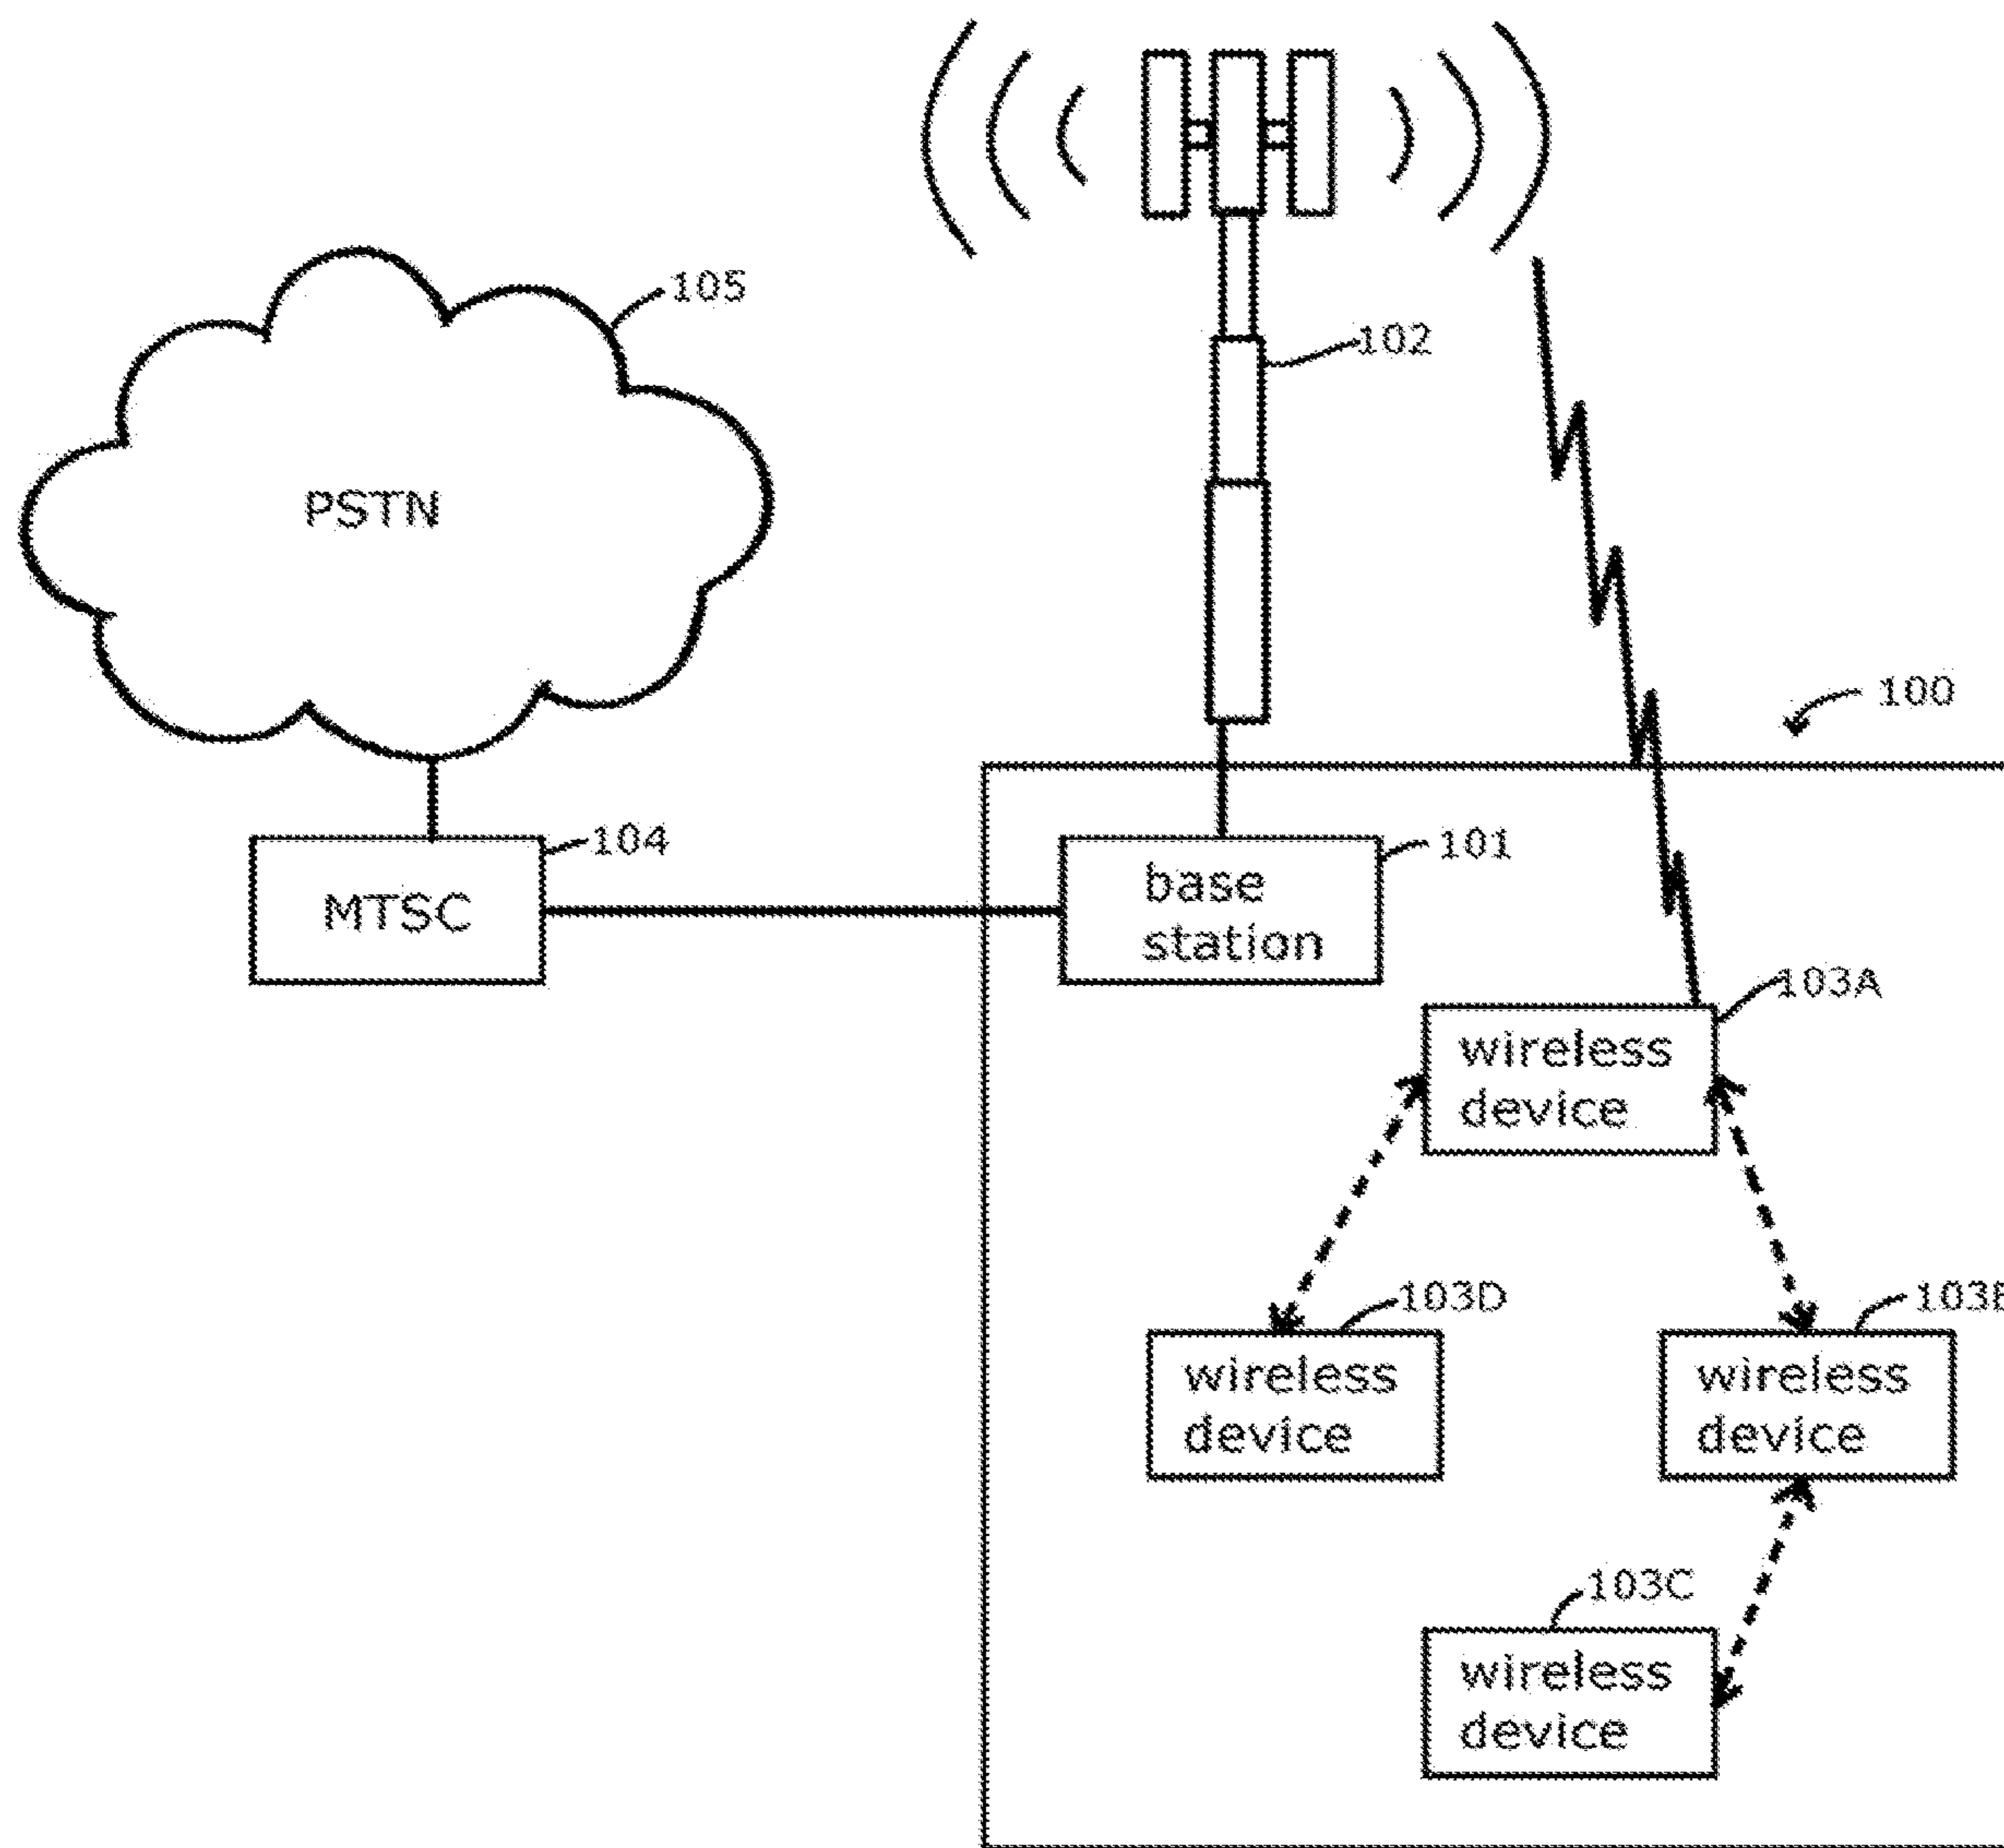 105
102
PSTN
100
104
101
MTSC
base
station
103A
wireless
device
103D
wireless
device
wireless
device
103C
wireless
device